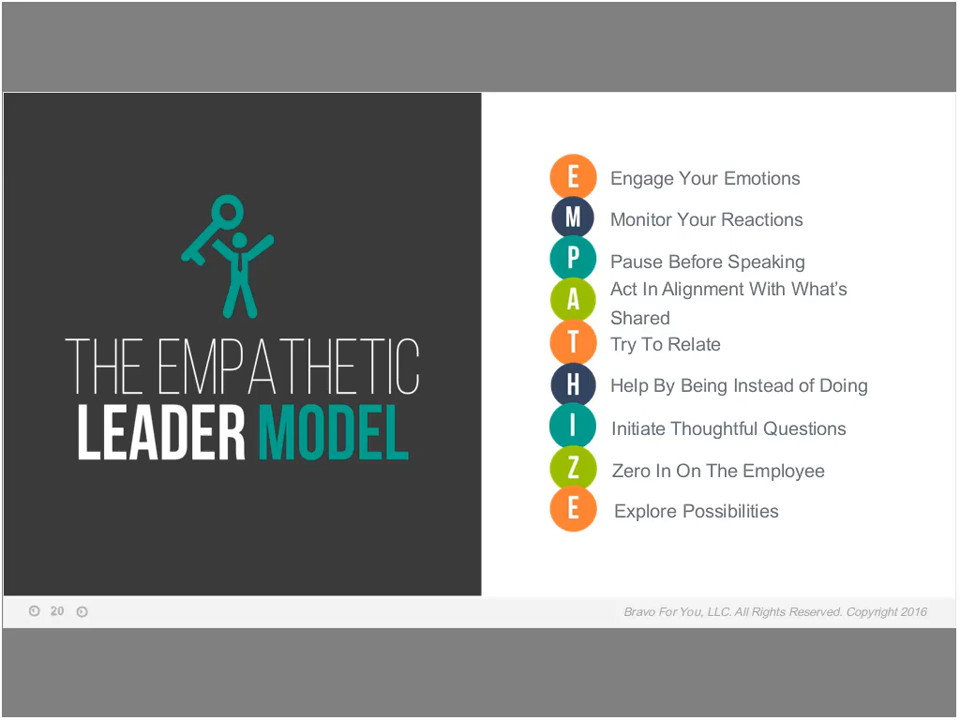 THE EMPATHETIC
LEADER MODEL
E Engage Your Emotions
M Monitor Your Reactions
P Pause Before Speaking
A Act In Alignment With What's
Shared
T Try To Relate
H Help By Being Instead of Doing
I Initiate Thoughtful Questions
Z Zero In On The Employee
E Explore Possibilities
20
Bravo For You, LLC. All Rights Reserved. Copyright 2016